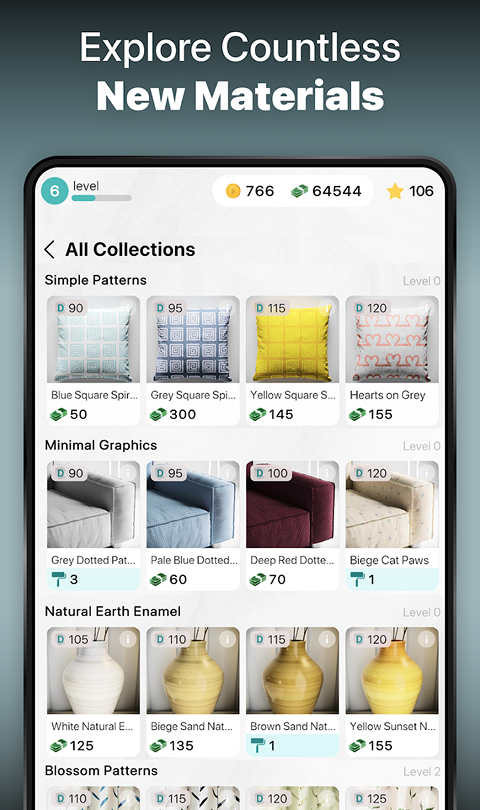 Explore Countless
New Materials
6 level 766 64544 106
All Collections
Simple Patterns Level 0
D 90 D 95 D 115 D 120
Blue Square Spir... Grey Square Spi... Yellow Square S... Hearts on Grey
50 300 145 155
Minimal Graphics Level 0
D 90 D 95 D 100 D 120
Grey Dotted Pat... Pale Blue Dotted... Deep Red Dotte... Biege Cat Paws
3 60 70 1
Natural Earth Enamel Level 0
D 105 D 110 D 115 D 120
White Natural E... Biege Sand Nat... Brown Sand Nat... Yellow Sunset N...
125 135 1 155
Blossom Patterns Level 2
D 110 D 115 D 120 D 125